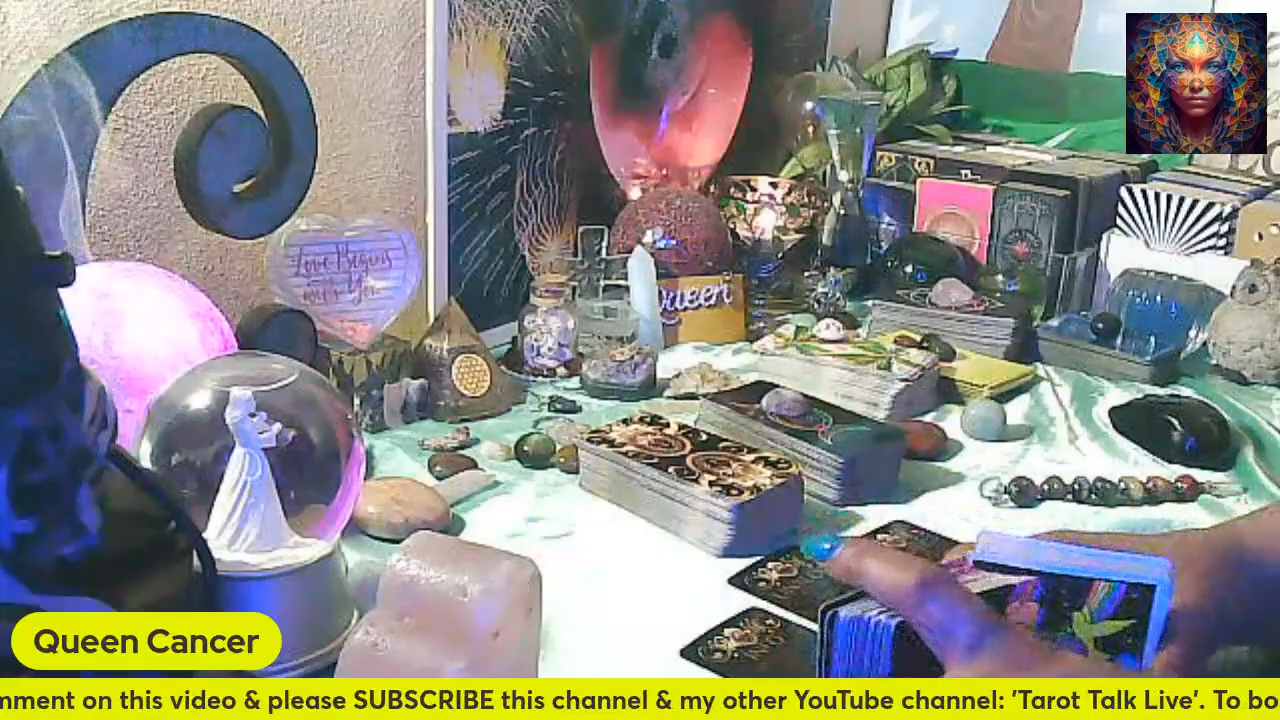 Love Begins
with You
Queen
Queen Cancer
mment on this video & please SUBSCRIBE this channel & my other YouTube channel: 'Tarot Talk Live'. To bo